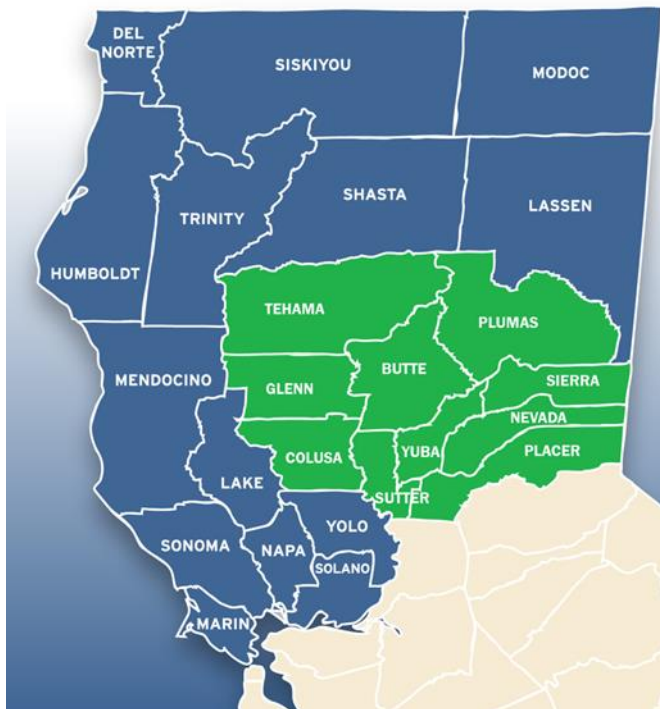 DEL
NORTE
SISKIYOU
MODOC
SHASTA
LASSEN
TRINITY
HUMBOLDT
TEHAMA
PLUMAS
MENDOCINO
GLENN
BUTTE
SIERRA
NEVADA
COLUSA
YUBA
PLACER
LAKE
SUTTER
YOLO
SONOMA
NAPA
SOLANO
MARIN